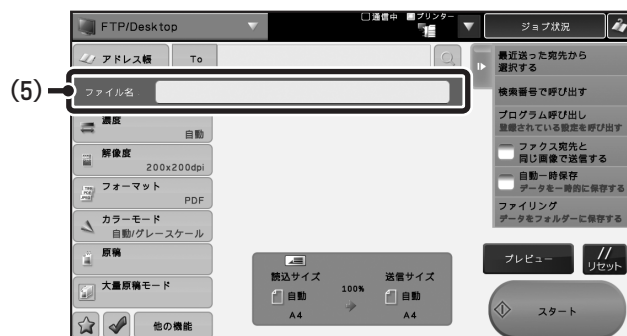 FTP/Desktop
通信中
プリンター
ジョブ状況
アドレス帳
To
最近送った宛先から
選択する
(5)
ファイル名
検索番号で呼び出す
プログラム呼び出し
登録されている設定を呼び出す
濃度
自動
解像度
200x200dpi
ファクス宛先と
同じ画像で送信する
自動一時保存
データを一時的に保存する
フォーマット
PDF
ファイリング
データをフォルダーに保存する
カラーモード
自動/グレースケール
原稿
プレビュー
リセット
読込サイズ
100%
送信サイズ
自動
自動
A4
A4
大量原稿モード
スタート
他の機能